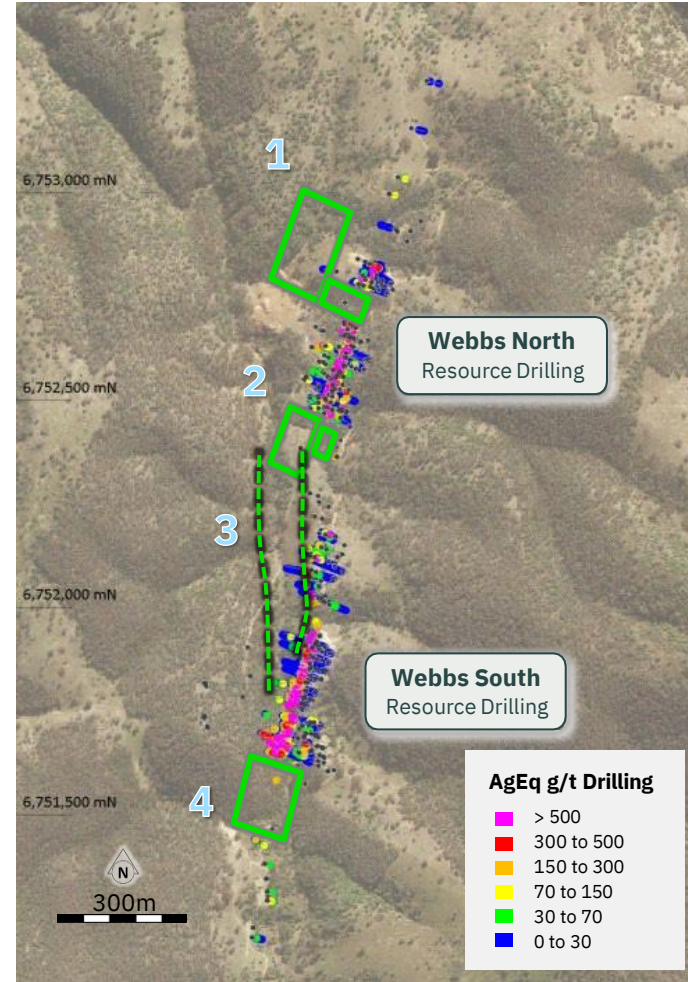 1
6,753,000 mN
Webbs North
Resource Drilling
2
6,752,500 mN
3
6,752,000 mN
Webbs South
Resource Drilling
4
6,751,500 mN
N
300m
AgEq g/t Drilling
> 500
300 to 500
150 to 300
70 to 150
30 to 70
0 to 30